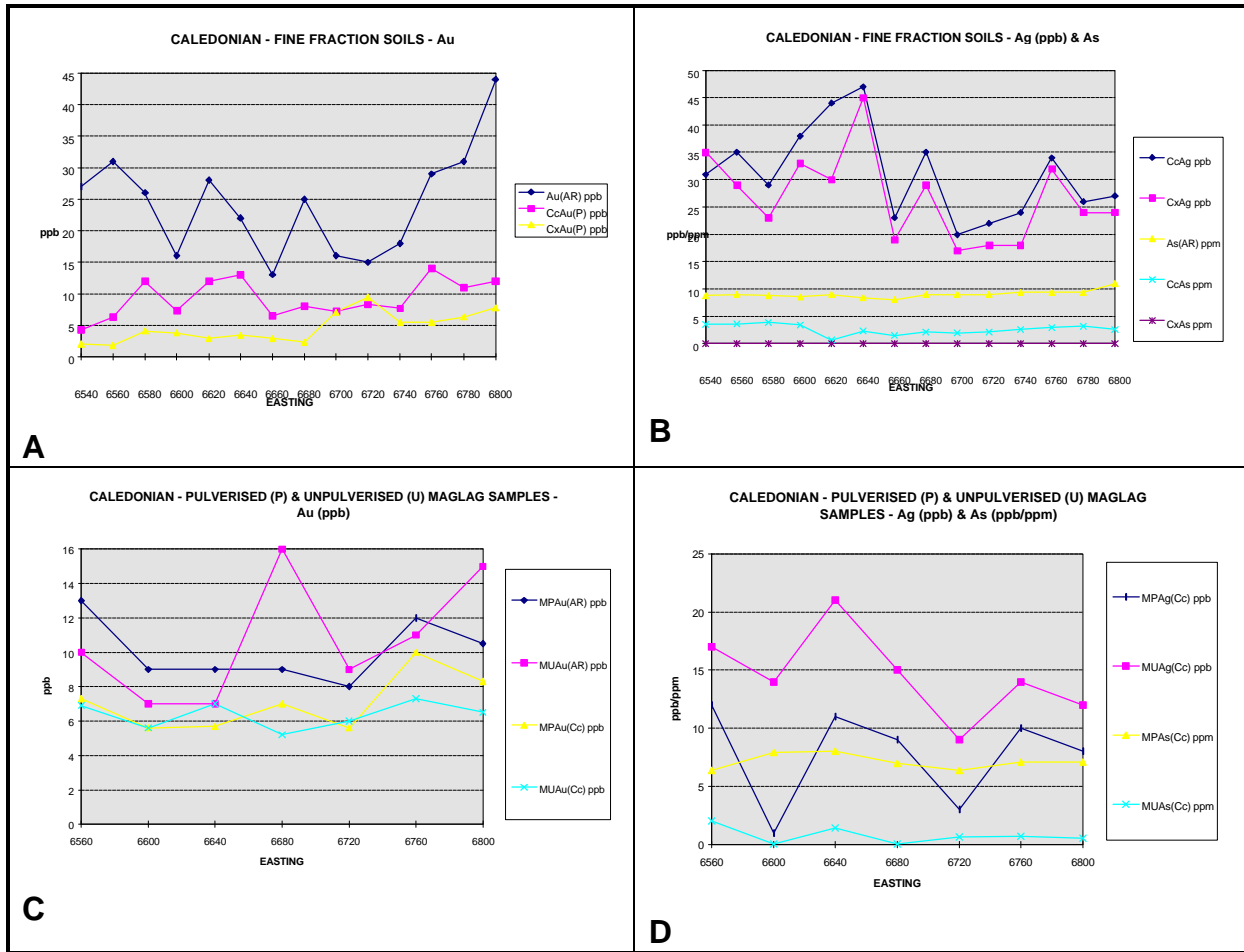 CALEDONIAN - FINE FRACTION SOILS - Au
45
40
35
30
25
20
15
10
5
0
ppb
6540 6560 6580 6600 6620 6640 6660 6680 6700 6720 6740 6760 6780 6800
EASTING
Au(AR) ppb
CcAu(P) ppb
CxAu(P) ppb
A
CALEDONIAN - FINE FRACTION SOILS - Ag (ppb) & As
50
45
40
35
30
25
20
15
10
5
0
ppb/ppm
6540 6560 6580 6600 6620 6640 6660 6680 6700 6720 6740 6760 6780 6800
EASTING
CcAg ppb
CxAg ppb
As(AR) ppm
CcAs ppm
CxAs ppm
B
CALEDONIAN - PULVERISED (P) & UNPULVERISED (U) MAGLAG SAMPLES -
Au (ppb)
16
14
12
10
8
6
4
2
0
ppb
6560 6600 6640 6680 6720 6760 6800
EASTING
MPAu(AR) ppb
MUAu(AR) ppb
MPAu(Cc) ppb
MUAu(Cc) ppb
C
CALEDONIAN - PULVERISED (P) & UNPULVERISED (U) MAGLAG
SAMPLES - Ag (ppb) & As (ppb/ppm)
25
20
15
10
5
0
ppb/ppm
6560 6600 6640 6680 6720 6760 6800
EASTING
MPAg(Cc) ppb
MUAg(Cc) ppb
MPAs(Cc) ppm
MUAs(Cc) ppm
D